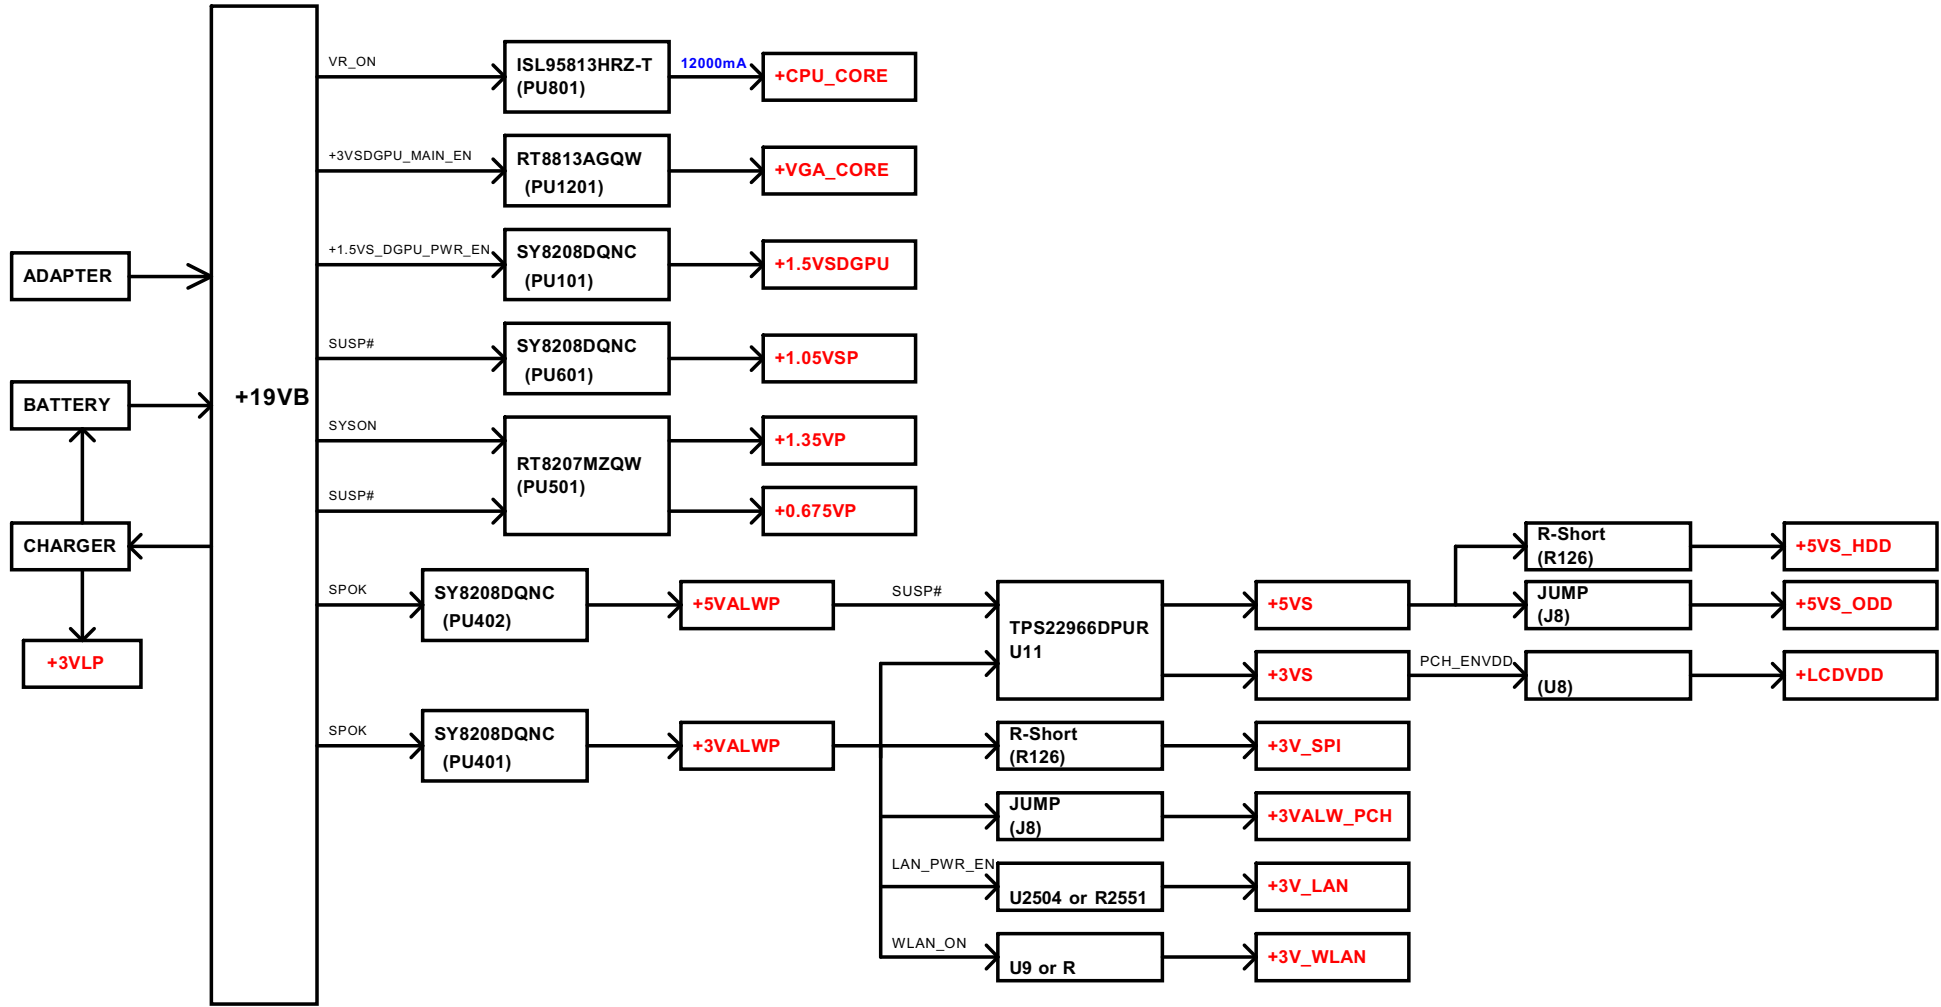 VR_ON
ISL95813HRZ-T
(PU801)
12000mA
+CPU_CORE
+3VSDGPU_MAIN_EN
RT8813AGQW
(PU1201)
+VGA_CORE
+1.5VS_DGPU_PWR_EN
SY8208DQNC
(PU101)
+1.5VSDGPU
ADAPTER
SUSP#
SY8208DQNC
(PU601)
+1.05VSP
BATTERY
+19VB
SYSON
SUSP#
RT8207MZQW
(PU501)
+1.35VP
+0.675VP
CHARGER
+3VLP
SPOK
SY8208DQNC
(PU402)
+5VALWP
SUSP#
TPS22966DPUR
U11
+5VS
R-Short
(R126)
+5VS_HDD
JUMP
(J8)
+5VS_ODD
+3VS
PCH_ENVDD
(U8)
+LCDVDD
SPOK
SY8208DQNC
(PU401)
+3VALWP
R-Short
(R126)
+3V_SPI
JUMP
(J8)
+3VALW_PCH
LAN_PWR_EN
U2504 or R2551
+3V_LAN
WLAN_ON
U9 or R
+3V_WLAN